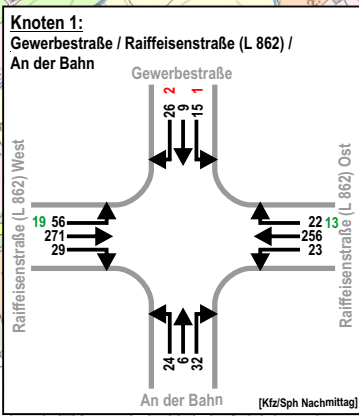 Knoten 1:
Gewerbestraße / Raiffeisenstraße (L 862) /
An der Bahn
Gewerbestraße
2 1
26 9 15
Raiffeisenstraße (L 862) West
19 56
271
29
22 13
256
23
Raiffeisenstraße (L 862) Ost
24 6 32
An der Bahn
[Kfz/Sph Nachmittag]